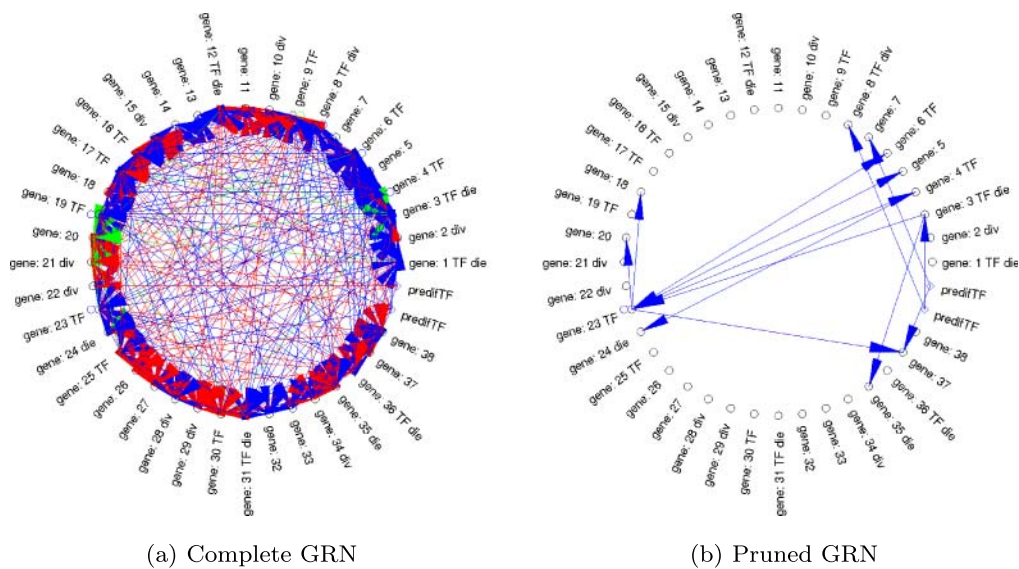 gene: 12 TF die
gene: 11
gene: 10 div
gene: 9 TF
gene: 8 TF div
gene: 7
gene: 6 TF
gene: 5
gene: 4 TF
gene: 3 TF die
gene: 2 div
gene: 1 TF die
predifTF
predifTF
gene: 38
gene: 37
gene: 36 TF die
gene: 35 die
gene: 34 div
gene: 33
gene: 32
gene: 31 TF die
gene: 30 TF
gene: 29 div
gene: 28 div
gene: 27
gene: 26
gene: 25 TF
gene: 24 die
gene: 23 TF
gene: 22 div
gene: 21 div
gene: 20
gene: 19 TF
gene: 18
gene: 17 TF
gene: 16 TF
gene: 15 div
gene: 14
gene: 13
(a) Complete GRN
gene: 12 TF die
gene: 11
gene: 10 div
gene: 9 TF
gene: 8 TF div
gene: 7
gene: 6 TF
gene: 5
gene: 4 TF
gene: 3 TF die
gene: 2 div
gene: 1 TF die
predifTF
predifTF
gene: 38
gene: 37
gene: 36 TF die
gene: 35 die
gene: 34 div
gene: 33
gene: 32
gene: 31 TF die
gene: 30 TF
gene: 29 div
gene: 28 div
gene: 27
gene: 26
gene: 25 TF
gene: 24 die
gene: 23 TF
gene: 22 div
gene: 21 div
gene: 20
gene: 19 TF
gene: 18
gene: 17 TF
gene: 16 TF
gene: 15 div
gene: 14
gene: 13
(b) Pruned GRN